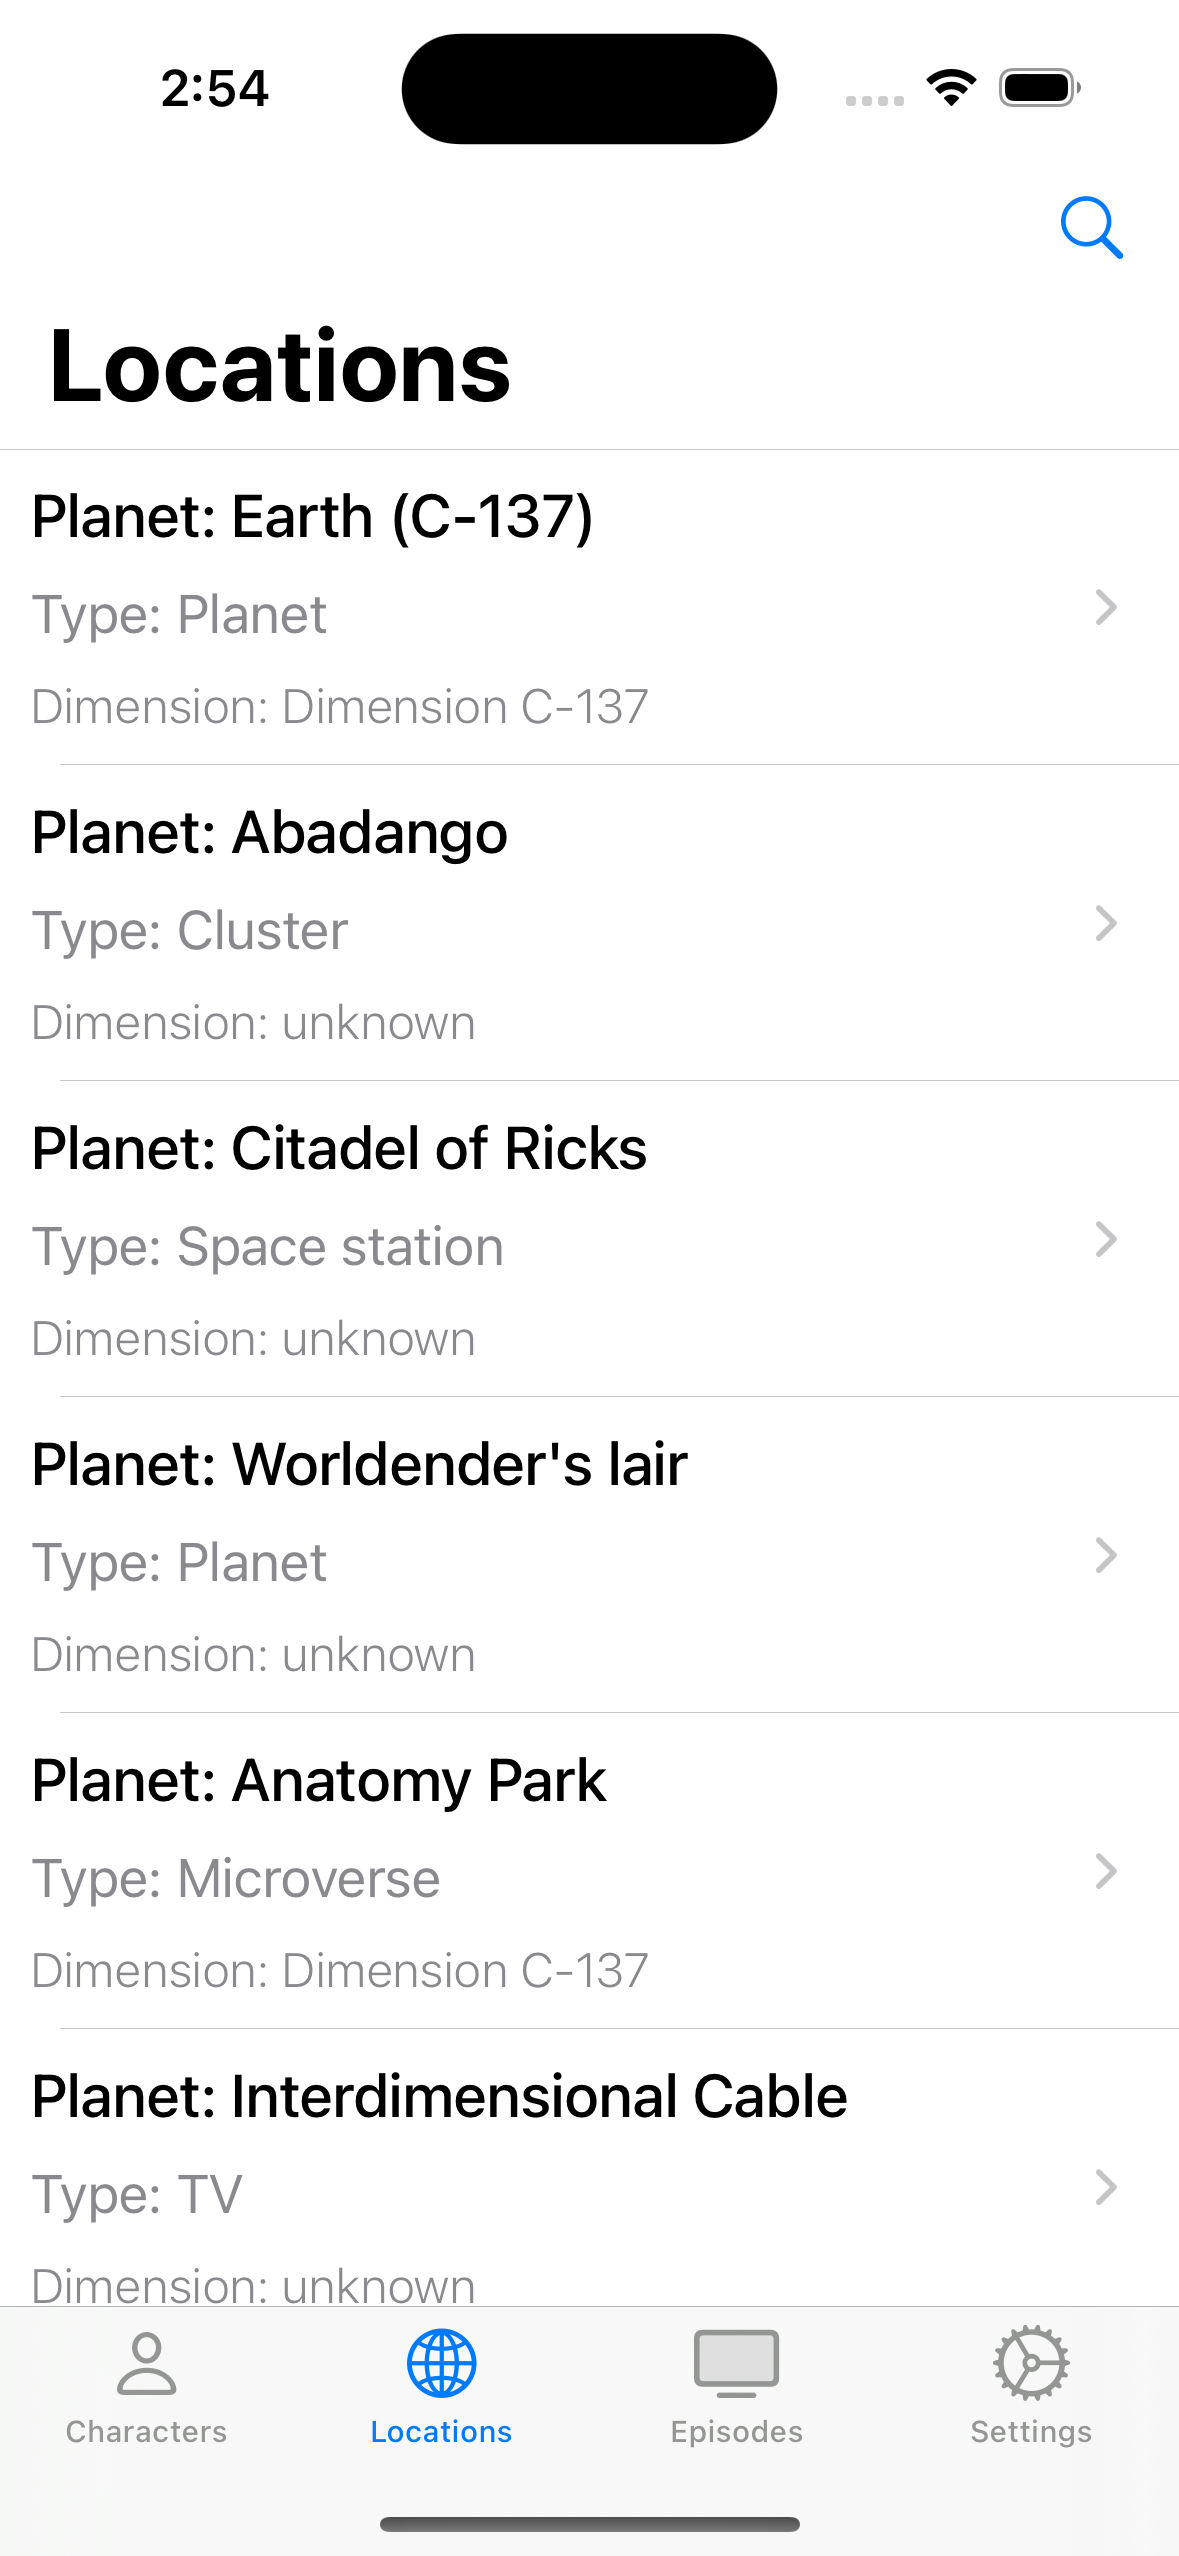 2:54
Locations
Planet: Earth (C-137)
Type: Planet
Dimension: Dimension C-137
Planet: Abadango
Type: Cluster
Dimension: unknown
Planet: Citadel of Ricks
Type: Space station
Dimension: unknown
Planet: Worldender's lair
Type: Planet
Dimension: unknown
Planet: Anatomy Park
Type: Microverse
Dimension: Dimension C-137
Planet: Interdimensional Cable
Type: TV
Dimension: unknown
Characters
Locations
Episodes
Settings